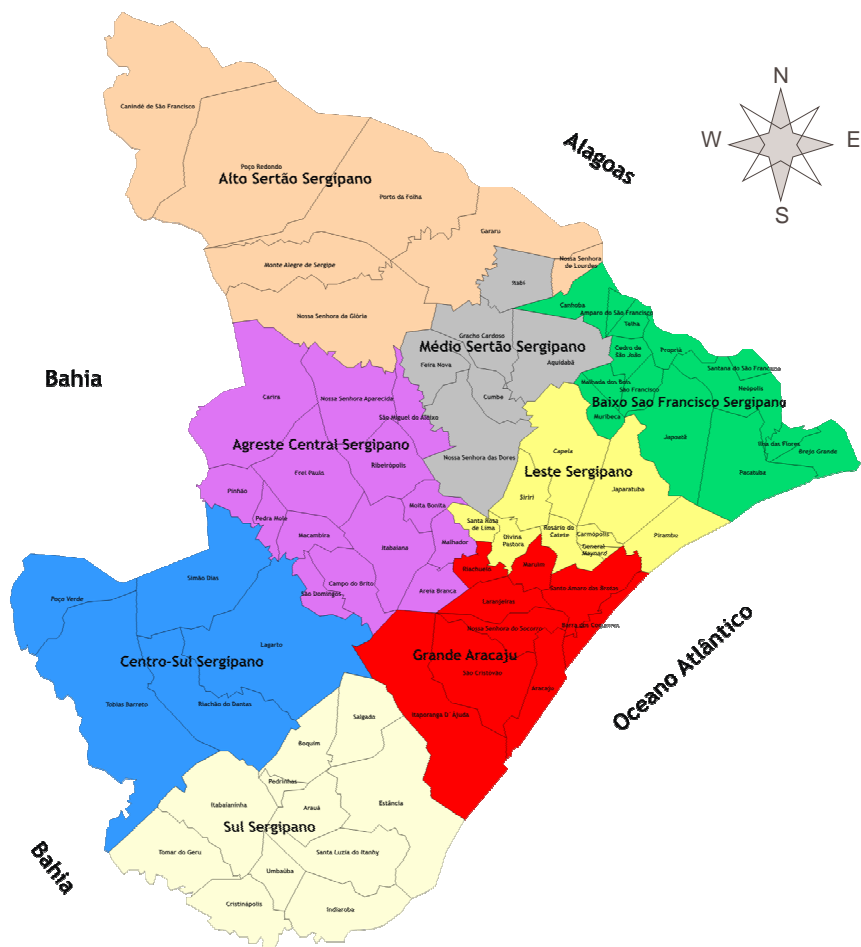 N
W
E
S
Alagoas
Canindé de São Francisco
Poço Redondo
Alto Sertão Sergipano
Porto da Folha
Gararu
Monte Alegre de Sergipe
Nossa Senhora
de Lourdes
Itabi
Nossa Senhora da Glória
Canhoba
Amparo do São Francisco
Telha
Gracho Cardoso
Médio Sertão Sergipano
Feira Nova
Aquidabã
Cedro de
São João
Propriá
Santana do São Francisco
Bahia
Malhada dos Bois
São Francisco
Neópolis
Carira
Nossa Senhora Aparecida
Cumbe
Baixo Sao Francisco Sergipano
São Miguel do Aleixo
Muribeca
Agreste Central Sergipano
Japoatã
Ilha das Flores
Brejo Grande
Ribeirópolis
Nossa Senhora das Dores
Capela
Frei Paulo
Leste Sergipano
Pacatuba
Pinhão
Siriri
Japaratuba
Moita Bonita
Pedra Mole
Santa Rosa
de Lima
Macambira
Divina
Pastora
Rosário do
Catete
Carmópolis
Pirambu
Malhador
General
Maynard
Itabaiana
Riachuelo
Maruim
Simão Dias
Campo do Brito
São Domingos
Areia Branca
Santo Amaro das Brotas
Poço Verde
Laranjeiras
Nossa Senhora do Socorro
Barra dos Coqueiros
Lagarto
Centro-Sul Sergipano
Grande Aracaju
São Cristóvão
Oceano Atlântico
Aracaju
Tobias Barreto
Riachão do Dantas
Itaporanga D'Ajuda
Salgado
Boquim
Pedrinhas
Itabaianinha
Arauá
Estância
Sul Sergipano
Tomar do Geru
Santa Luzia do Itanhy
Bahia
Umbaúba
Cristinápolis
Indiaroba